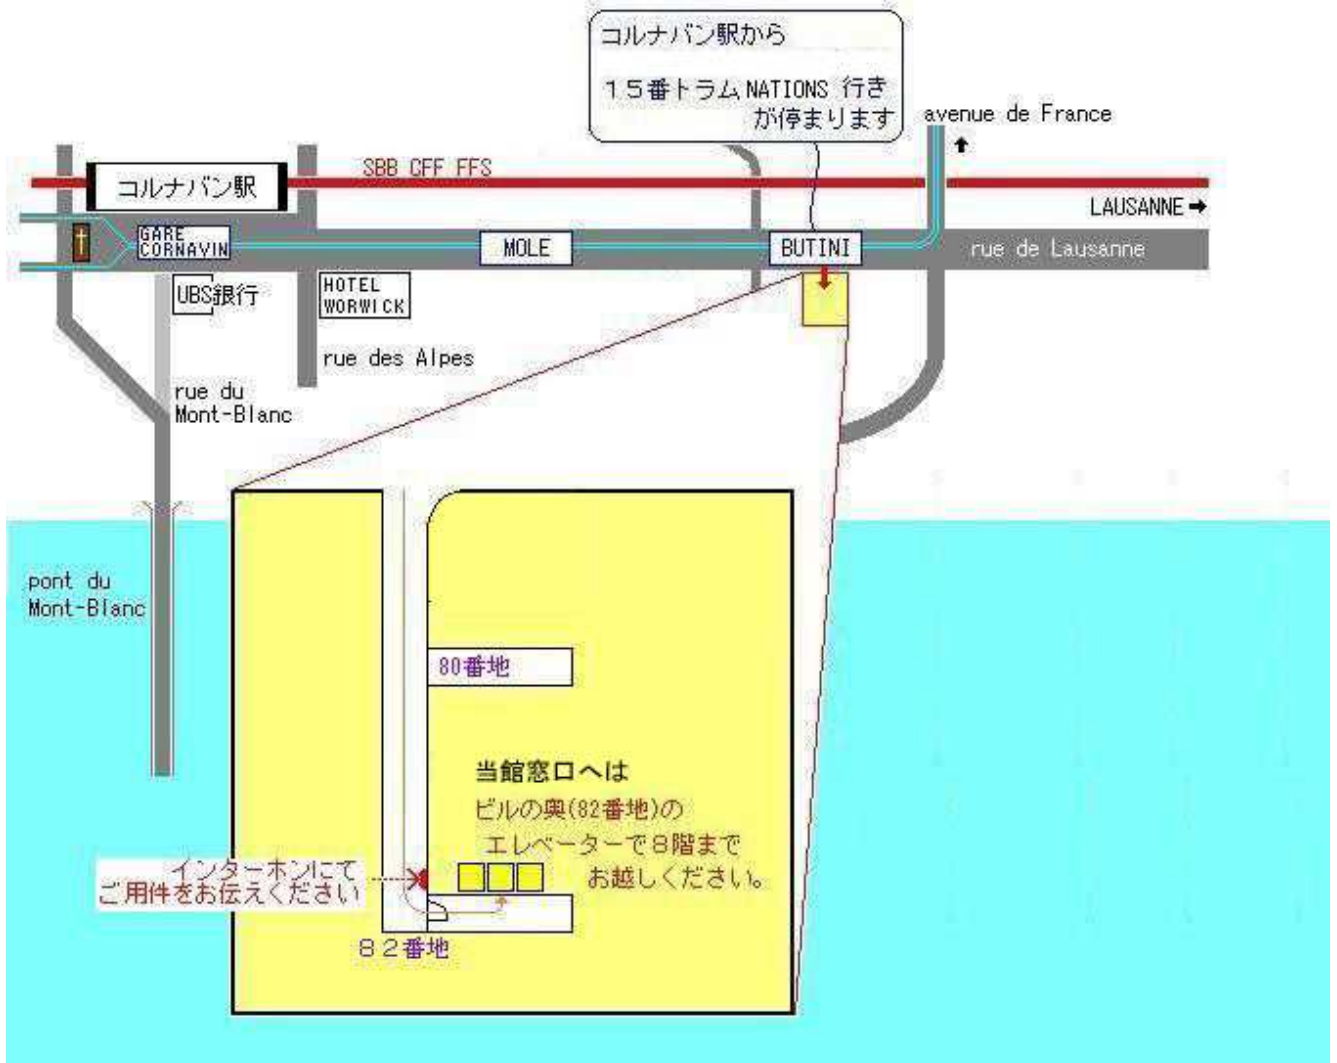 コルナバン駅から
15番トラム NATIONS 行き
が停まります
avenue de France
SBB CFF FFS
コルナバン駅
LAUSANNE
GARE
CORNAVIN
MOLE
BUTINI
rue de Lausanne
UBS銀行
HOTEL
WORWICK
rue des Alpes
rue du
Mont-Blanc
pont du
Mont-Blanc
80番地
当館窓口へは
ビルの奥(82番地)の
エレベーターで8階まで
お越しください。
インターホンにて
ご用件をお伝えください
82番地